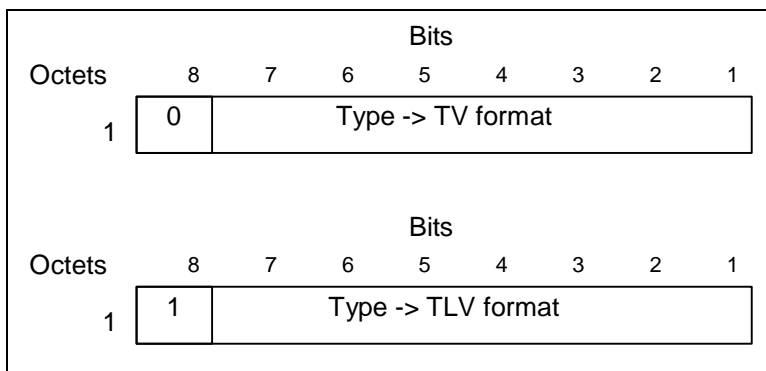 Bits
Octets 8 7 6 5 4 3 2 1
1 0 Type -> TV format
Bits
Octets 8 7 6 5 4 3 2 1
1 1 Type -> TLV format